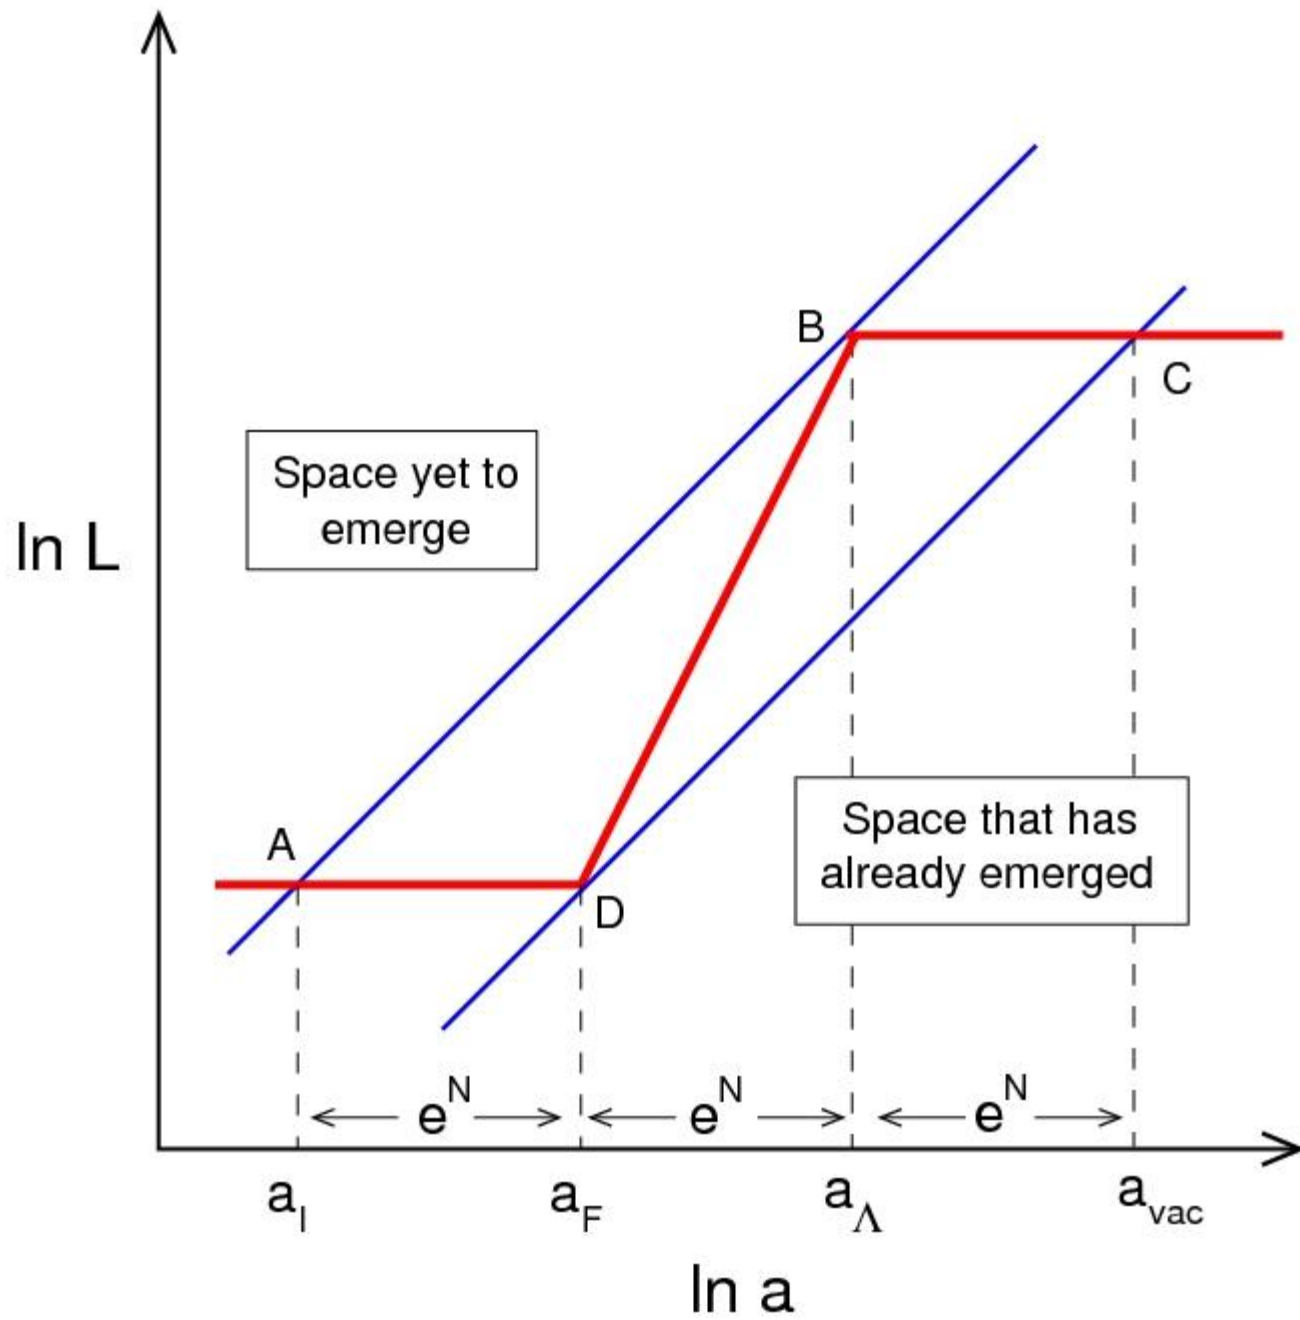 B
C
Space yet to
emerge
ln L
Space that has
already emerged
A
D
e^N
e^N
e^N
a_I
a_F
a_Λ
a_vac
ln a